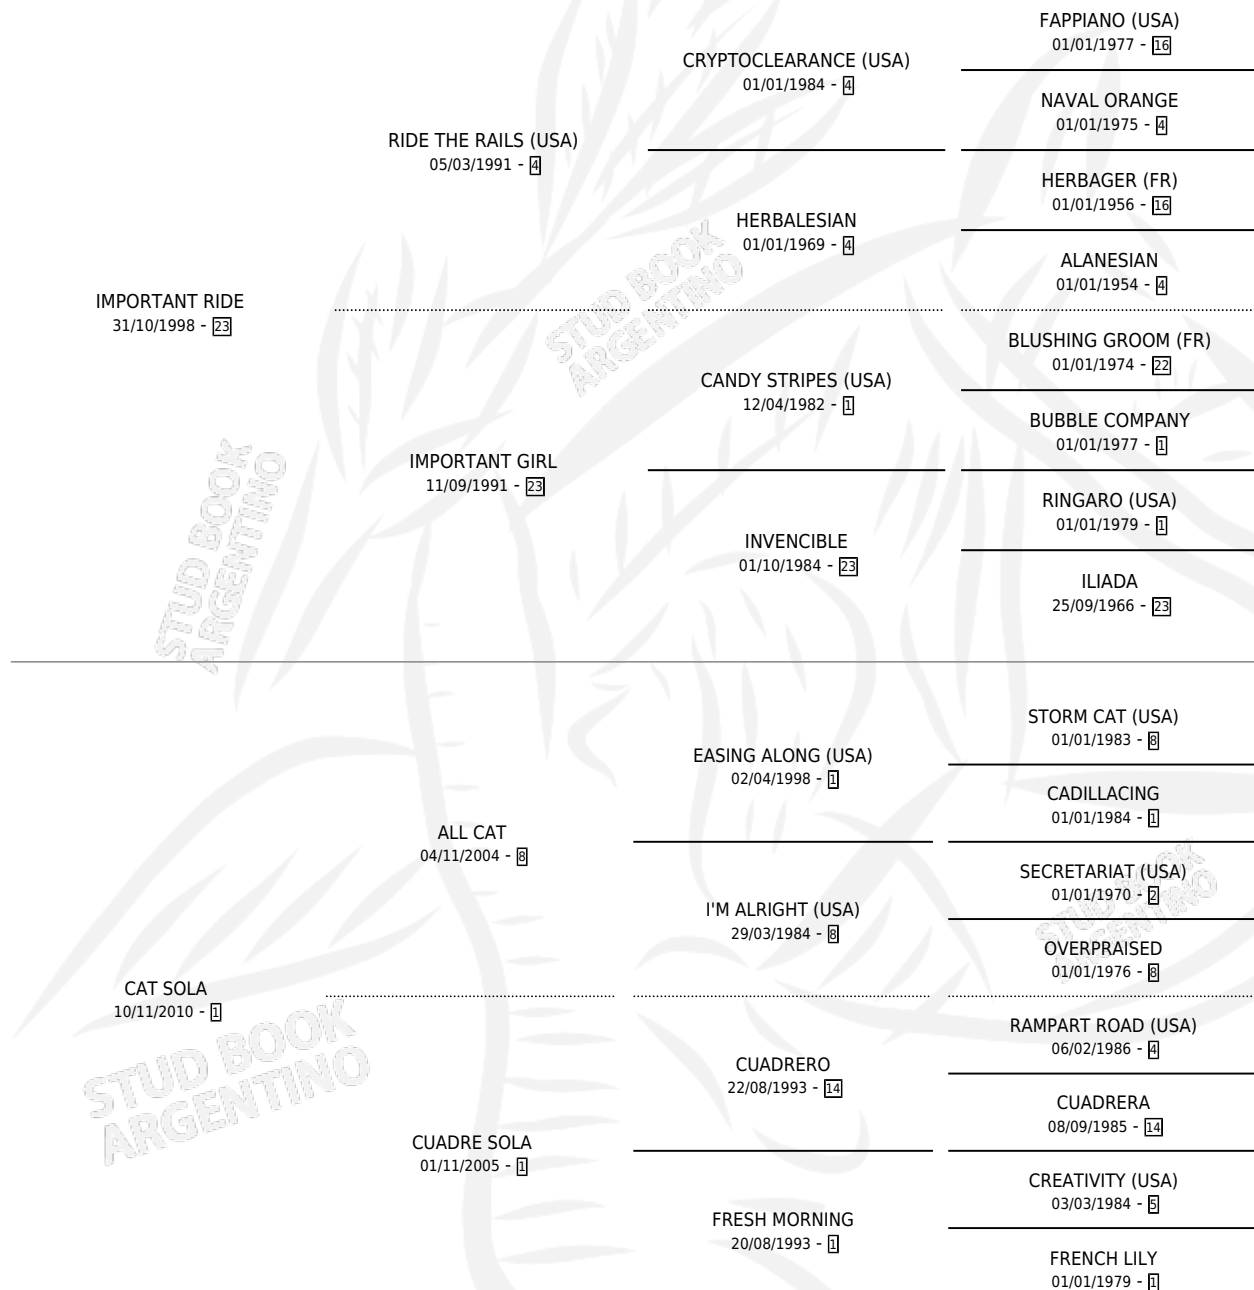 FAPPIANO (USA)
01/01/1977 - 16
CRYPTOCLEARANCE (USA)
01/01/1984 - 4
NAVAL ORANGE
01/01/1975 - 4
RIDE THE RAILS (USA)
05/03/1991 - 4
HERBAGER (FR)
01/01/1956 - 16
HERBALESIAN
01/01/1969 - 4
ALANESIAN
01/01/1954 - 4
IMPORTANT RIDE
31/10/1998 - 23
STUD BOOK
ARGENTINO
BLUSHING GROOM (FR)
01/01/1974 - 22
CANDY STRIPES (USA)
12/04/1982 - 1
BUBBLE COMPANY
01/01/1977 - 1
IMPORTANT GIRL
11/09/1991 - 23
RINGARO (USA)
01/01/1979 - 1
INVENCIBLE
01/10/1984 - 23
ILIADA
25/09/1966 - 23
STUD BOOK
ARGENTINO
STORM CAT (USA)
01/01/1983 - 8
EASING ALONG (USA)
02/04/1998 - 1
CADILLACING
01/01/1984 - 1
ALL CAT
04/11/2004 - 8
SECRETARIAT (USA)
01/01/1970 - 2
I'M ALRIGHT (USA)
29/03/1984 - 8
OVERPRAISED
01/01/1976 - 8
STUD BOOK
ARGENTINO
CAT SOLA
10/11/2010 - 1
RAMPART ROAD (USA)
06/02/1986 - 4
CUADRERO
22/08/1993 - 14
CUADRERA
08/09/1985 - 14
STUD BOOK
ARGENTINO
CUADRE SOLA
01/11/2005 - 1
CREATIVITY (USA)
03/03/1984 - 5
FRESH MORNING
20/08/1993 - 1
FRENCH LILY
01/01/1979 - 1